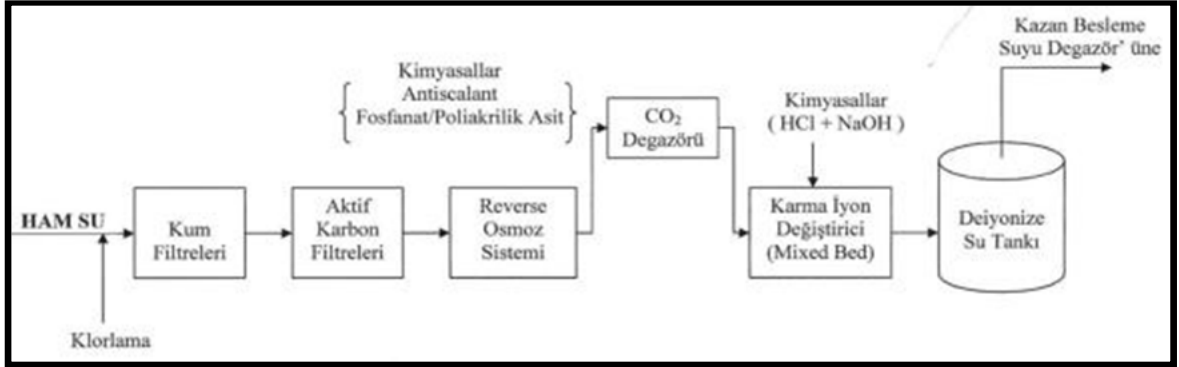 Kazan Besleme
Suyu Degazör' üne
Kimyasallar
Antiscalant
Fosfanat/Poliakrilik Asit
CO₂
Degazörü
Kimyasallar
( HCl + NaOH )
HAM SU
Kum
Filtreleri
Aktif
Karbon
Filtreleri
Reverse
Osmoz
Sistemi
Karma İyon
Değiştirici
(Mixed Bed)
Deiyonize
Su Tankı
Klorlama